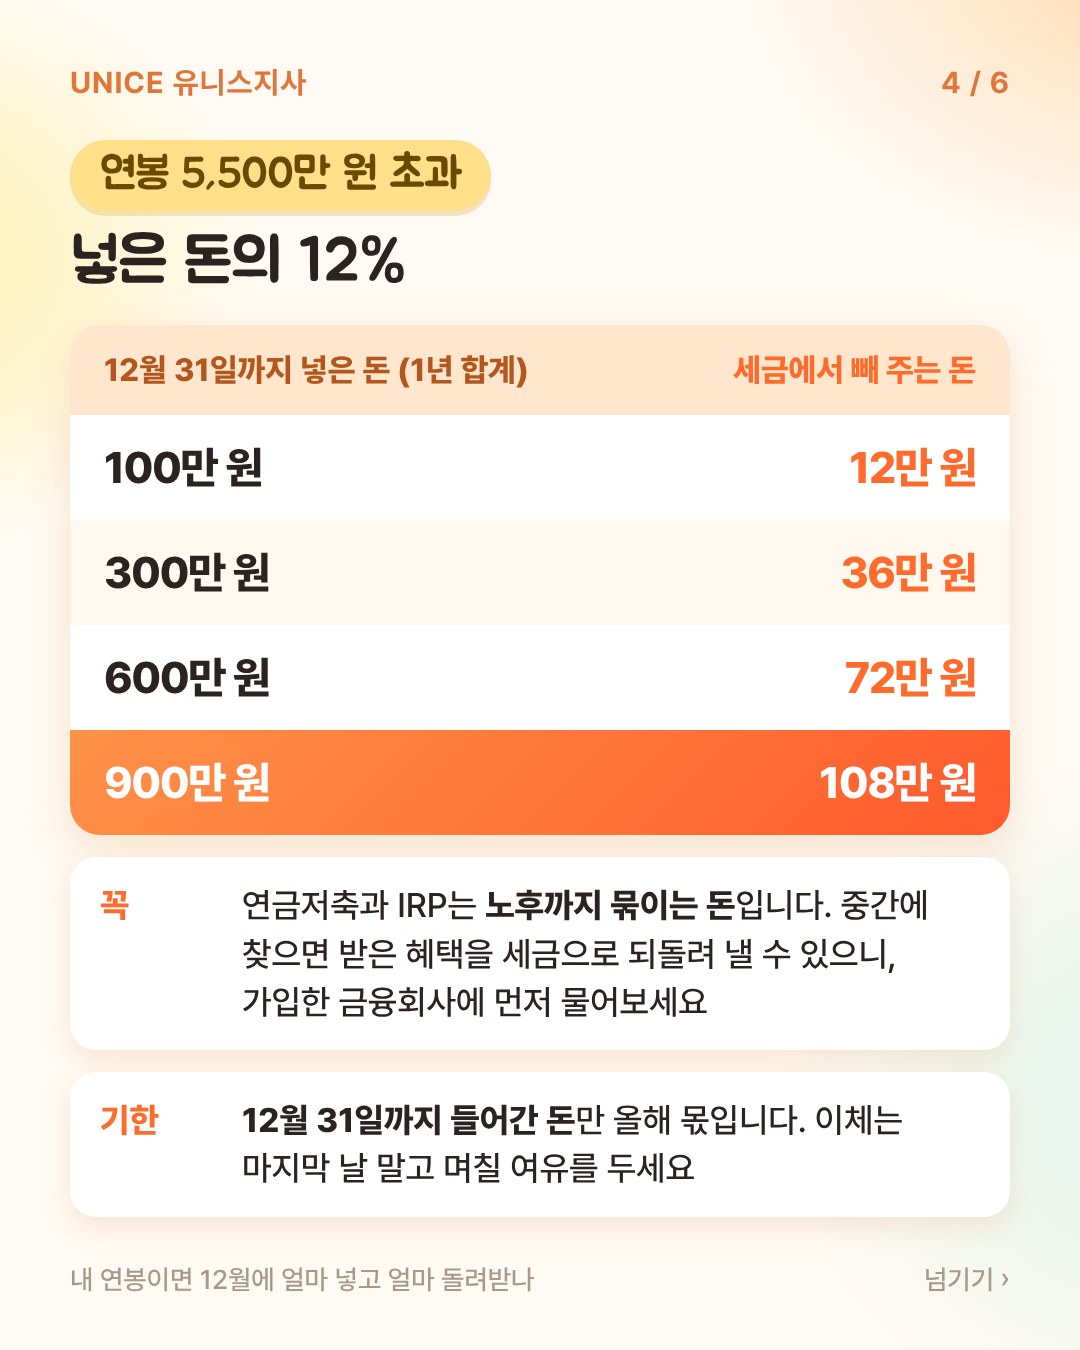 UNICE 유니스지사
4 / 6
연봉 5,500만 원 초과
넣은 돈의 12%
12월 31일까지 넣은 돈 (1년 합계) 세금에서 빼 주는 돈
100만 원 12만 원
300만 원 36만 원
600만 원 72만 원
900만 원 108만 원
꼭
연금저축과 IRP는 노후까지 묶이는 돈입니다. 중간에
찾으면 받은 혜택을 세금으로 되돌려 낼 수 있으니,
가입한 금융회사에 먼저 물어보세요
기한
12월 31일까지 들어간 돈만 올해 몫입니다. 이체는
마지막 날 말고 며칠 여유를 두세요
내 연봉이면 12월에 얼마 넣고 얼마 돌려받나
넘기기 ›